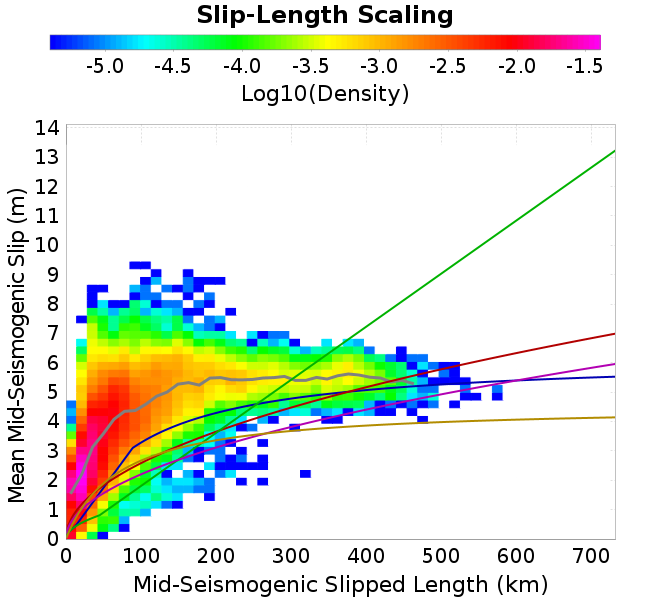 Slip-Length Scaling
-5.0 -4.5 -4.0 -3.5 -3.0 -2.5 -2.0 -1.5
Log10(Density)
14
13
12
11
10
9
8
7
6
5
4
3
2
1
0
Mean Mid-Seismogenic Slip (m)
0 100 200 300 400 500 600 700
Mid-Seismogenic Slipped Length (km)